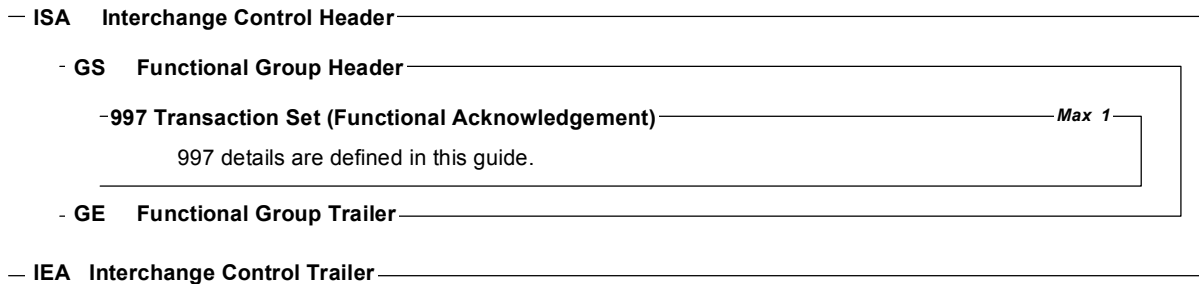 ISA Interchange Control Header
GS Functional Group Header
997 Transaction Set (Functional Acknowledgement) Max 1
997 details are defined in this guide.
GE Functional Group Trailer
IEA Interchange Control Trailer